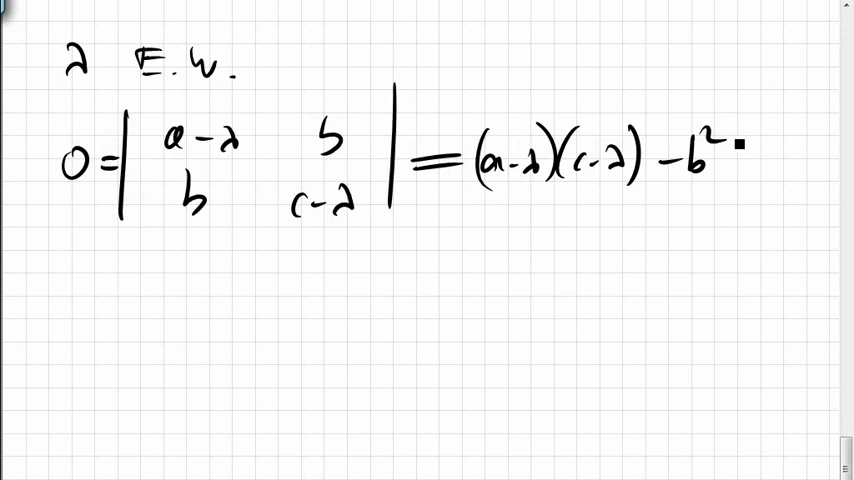 λ E.W.
0 = | a-λ b | = (a-λ)(c-λ) - b²
| b c-λ |